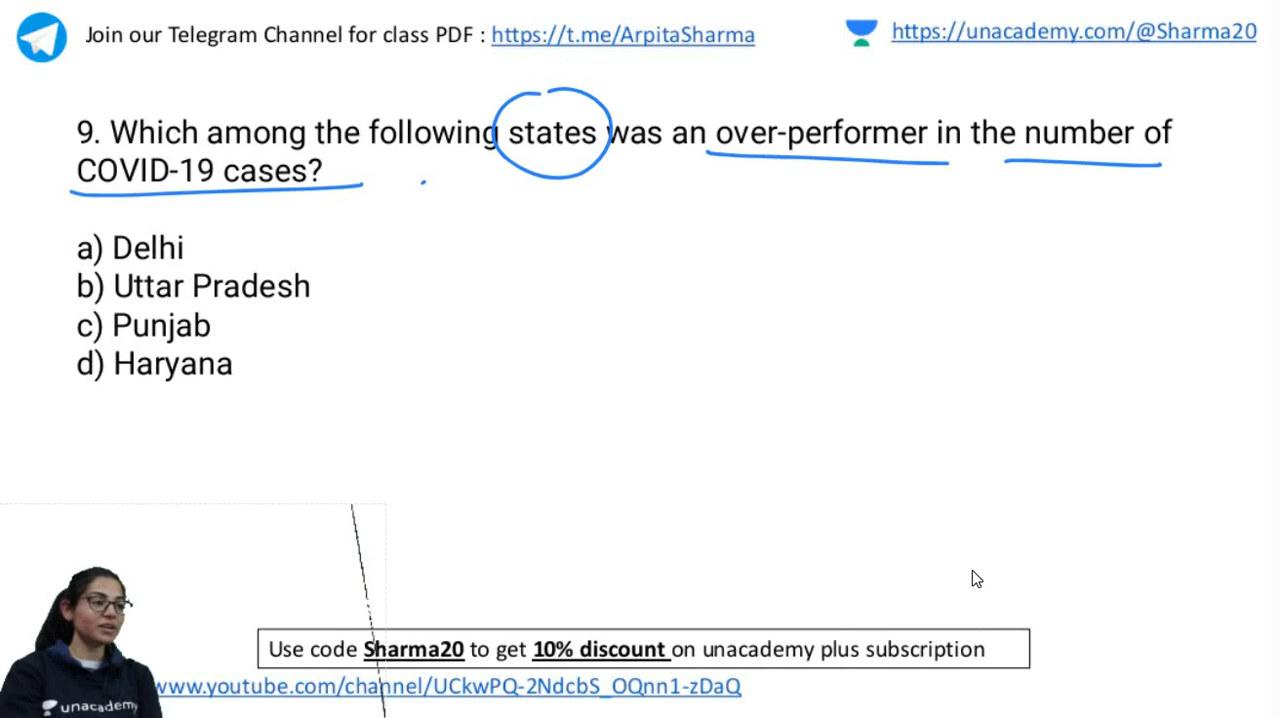 Join our Telegram Channel for class PDF : https://t.me/ArpitaSharma
https://unacademy.com/@Sharma20
9. Which among the following states was an over-performer in the number of
COVID-19 cases?
a) Delhi
b) Uttar Pradesh
c) Punjab
d) Haryana
Use code Sharma20 to get 10% discount on unacademy plus subscription
www.youtube.com/channel/UCkwPQ-2NdcbS_OQnn1-zDaQ
unacademy